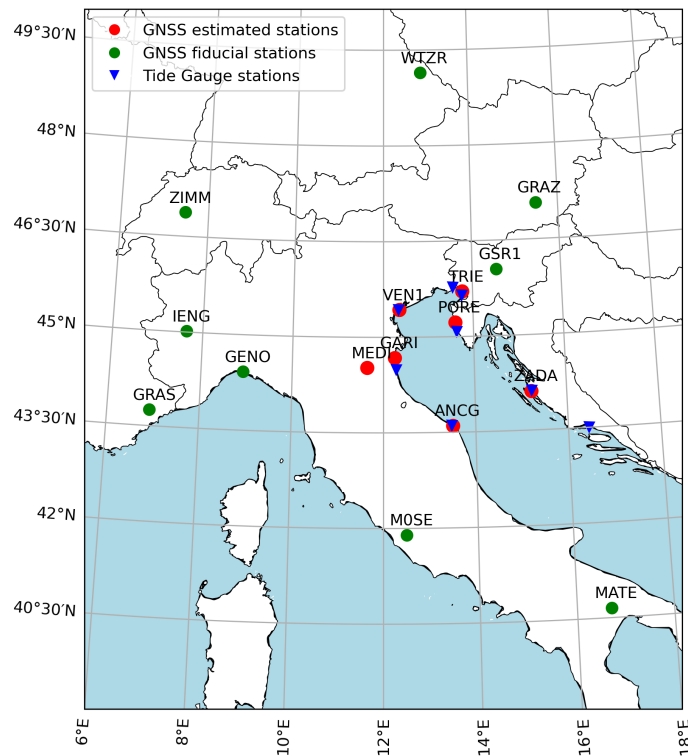 49°30′N
GNSS estimated stations
GNSS fiducial stations
Tide Gauge stations
WTZR
48°N
ZIMM
GRAZ
46°30′N
GSR1
TRIE
VEN1
PORE
IENG
45°N
GARI
MEDI
GENO
ZADA
GRAS
ANCG
43°30′N
M0SE
42°N
MATE
40°30′N
6°E
8°E
10°E
12°E
14°E
16°E
18°E